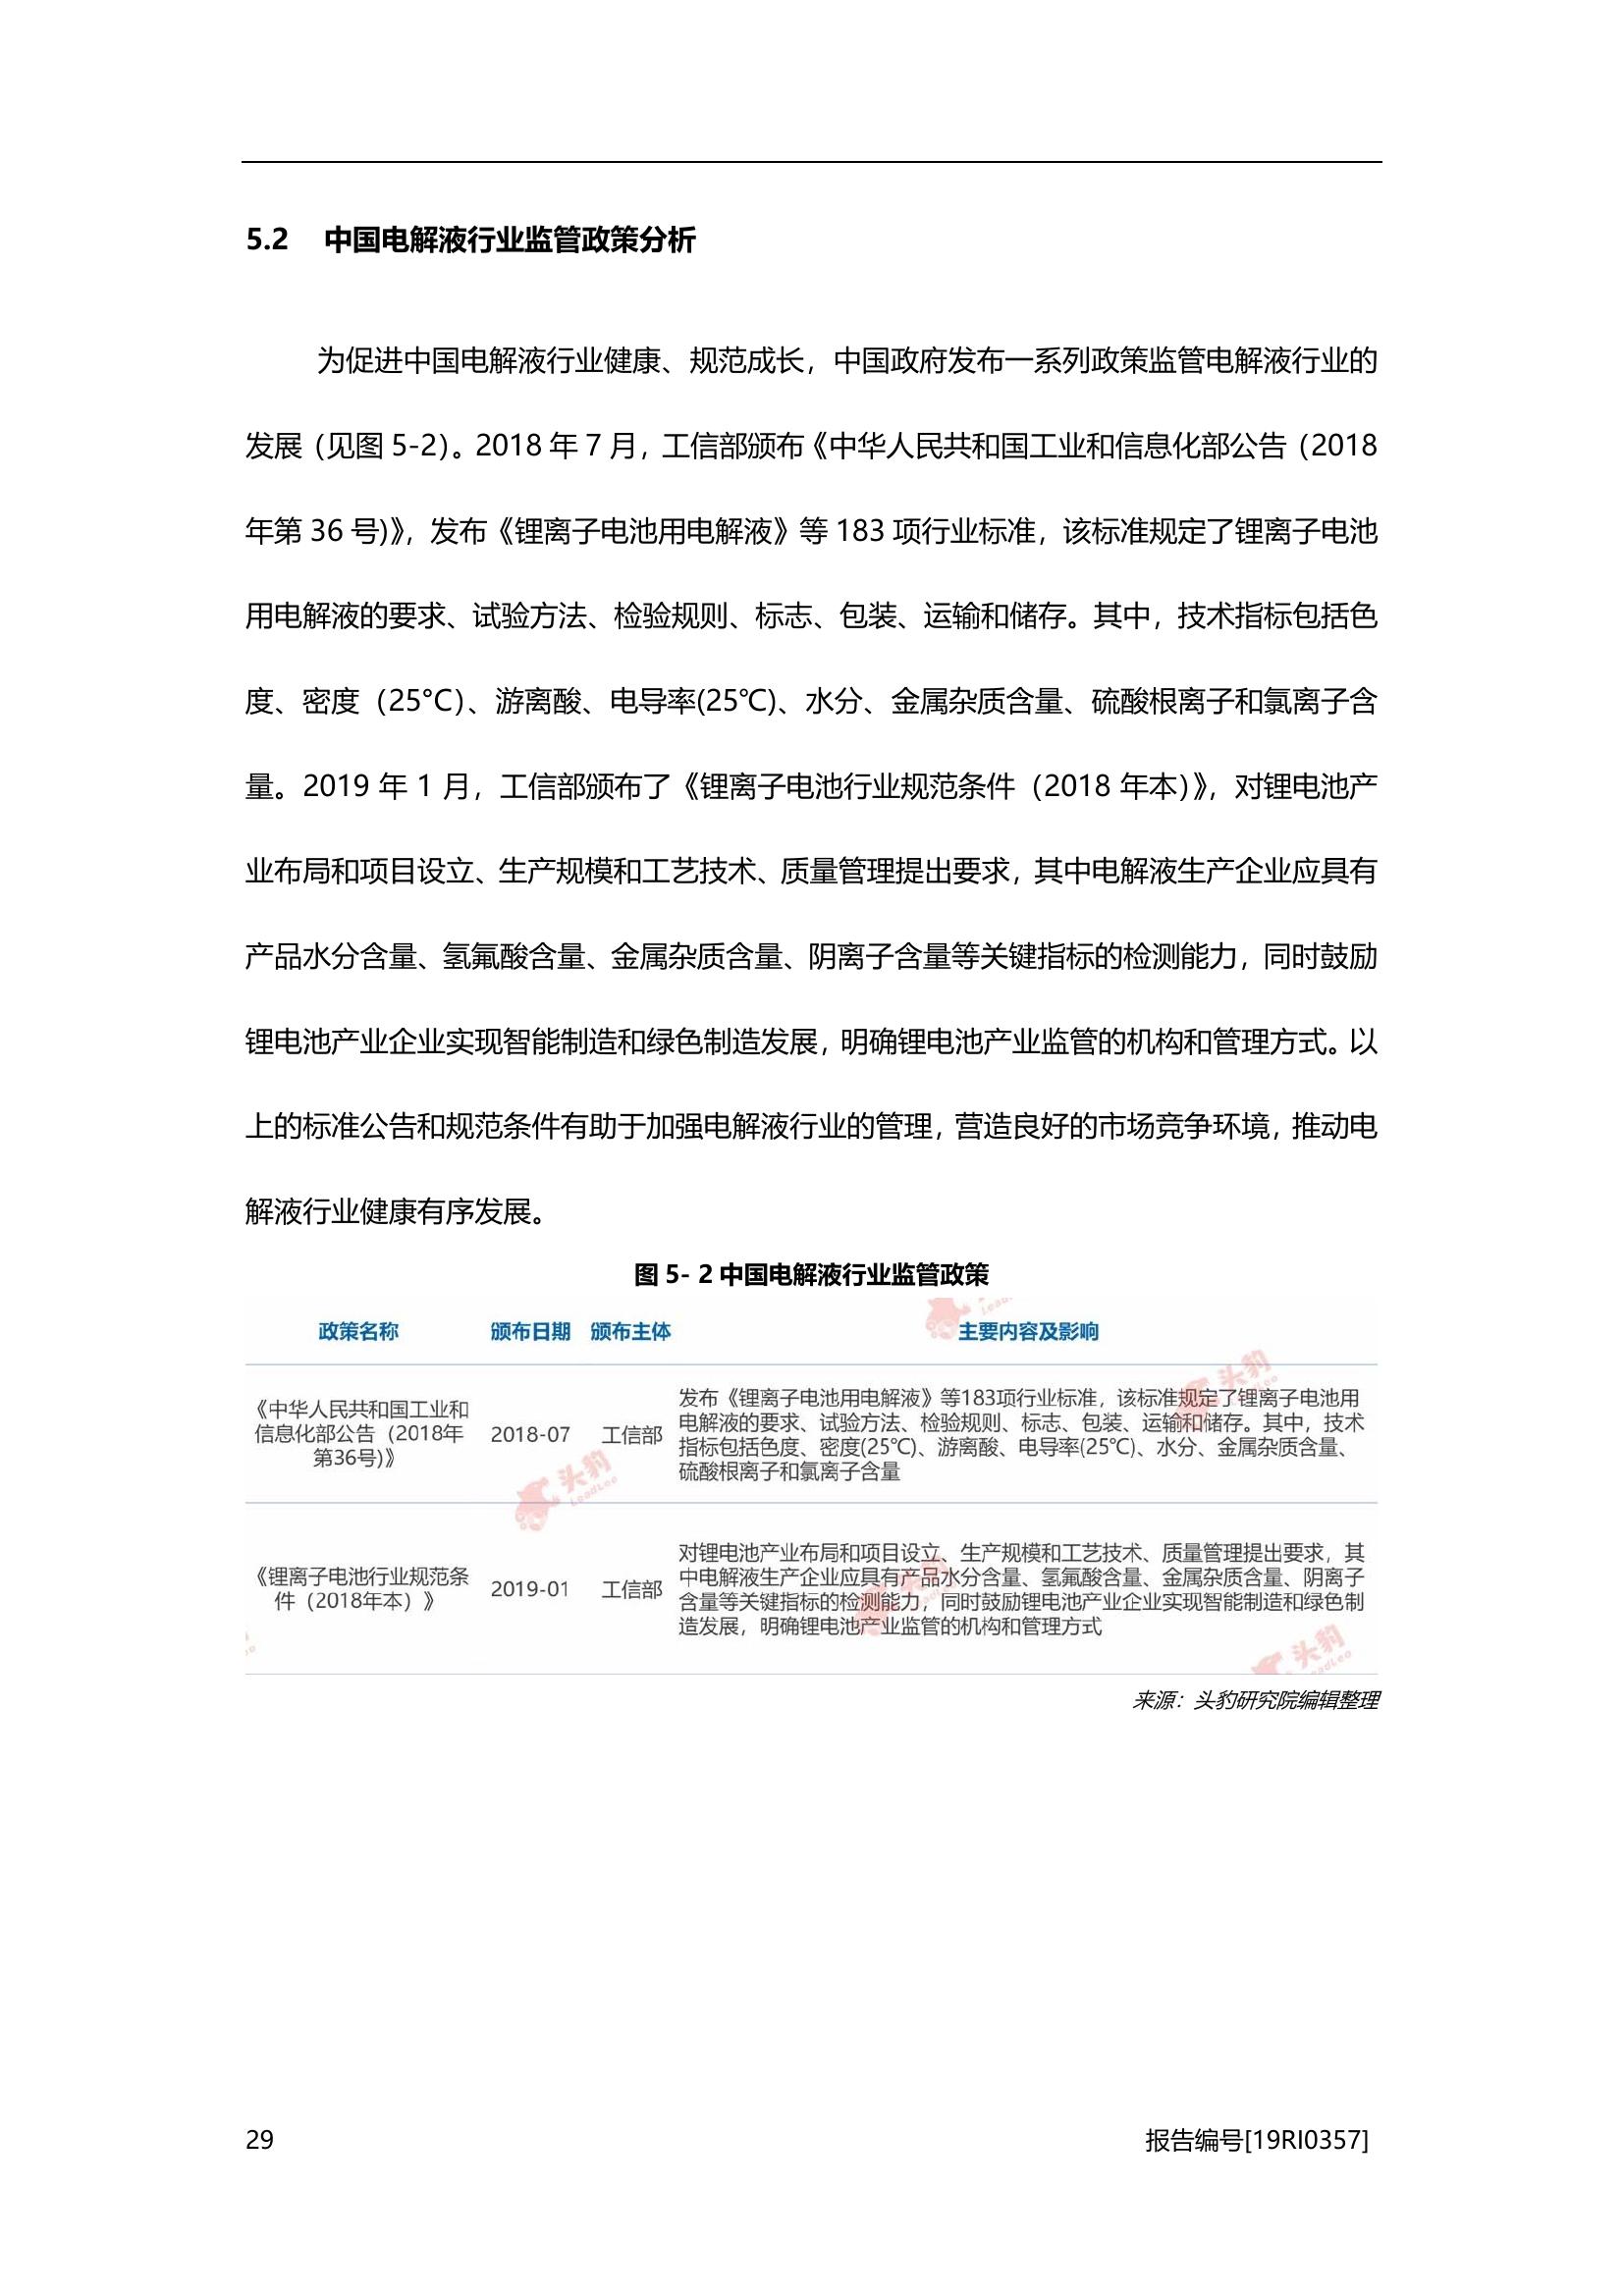 5.2 中国电解液行业监管政策分析
为促进中国电解液行业健康、规范成长，中国政府发布一系列政策监管电解液行业的
发展（见图 5-2）。2018 年 7 月，工信部颁布《中华人民共和国工业和信息化部公告（2018
年第 36 号)》，发布《锂离子电池用电解液》等 183 项行业标准，该标准规定了锂离子电池
用电解液的要求、试验方法、检验规则、标志、包装、运输和储存。其中，技术指标包括色
度、密度（25°C）、游离酸、电导率(25℃)、水分、金属杂质含量、硫酸根离子和氯离子含
量。2019 年 1 月，工信部颁布了《锂离子电池行业规范条件（2018 年本）》，对锂电池产
业布局和项目设立、生产规模和工艺技术、质量管理提出要求，其中电解液生产企业应具有
产品水分含量、氢氟酸含量、金属杂质含量、阴离子含量等关键指标的检测能力，同时鼓励
锂电池产业企业实现智能制造和绿色制造发展，明确锂电池产业监管的机构和管理方式。以
上的标准公告和规范条件有助于加强电解液行业的管理，营造良好的市场竞争环境，推动电
解液行业健康有序发展。
图 5- 2 中国电解液行业监管政策
政策名称 颁布日期 颁布主体 主要内容及影响
《中华人民共和国工业和
信息化部公告（2018年
第36号)》
2018-07 工信部
发布《锂离子电池用电解液》等183项行业标准，该标准规定了锂离子电池用
电解液的要求、试验方法、检验规则、标志、包装、运输和储存。其中，技术
指标包括色度、密度(25℃)、游离酸、电导率(25℃)、水分、金属杂质含量、
硫酸根离子和氯离子含量
《锂离子电池行业规范条
件（2018年本）》
2019-01 工信部
对锂电池产业布局和项目设立、生产规模和工艺技术、质量管理提出要求，其
中电解液生产企业应具有产品水分含量、氢氟酸含量、金属杂质含量、阴离子
含量等关键指标的检测能力，同时鼓励锂电池产业企业实现智能制造和绿色制
造发展，明确锂电池产业监管的机构和管理方式
头豹
LeadLeo
来源：头豹研究院编辑整理
29 报告编号[19RI0357]